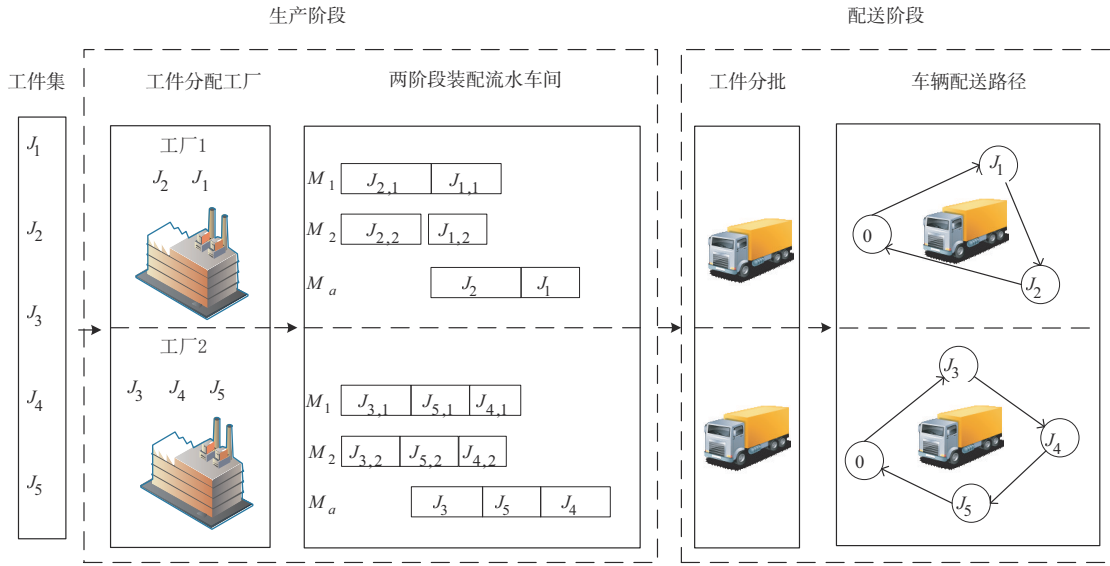 生产阶段 配送阶段
工件集 工件分配工厂 两阶段装配流水车间 工件分批 车辆配送路径
J1
J2
J3
J4
J5
工厂1
J2 J1
M1 J2,1 J1,1
M2 J2,2 J1,2
Ma J2 J1
工厂2
J3 J4 J5
M1 J3,1 J5,1 J4,1
M2 J3,2 J5,2 J4,2
Ma J3 J5 J4
J1
0
J2
J3
J4
0
J5